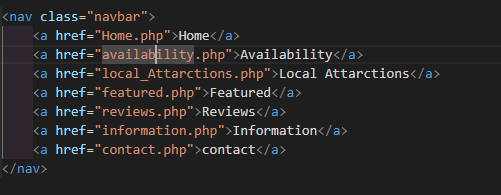 <nav class="navbar">
<a href="Home.php">Home</a>
<a href="availability.php">Availability</a>
<a href="local_Attarctions.php">Local Attarctions</a>
<a href="featured.php">Featured</a>
<a href="reviews.php">Reviews</a>
<a href="information.php">Information</a>
<a href="contact.php">contact</a>
</nav>